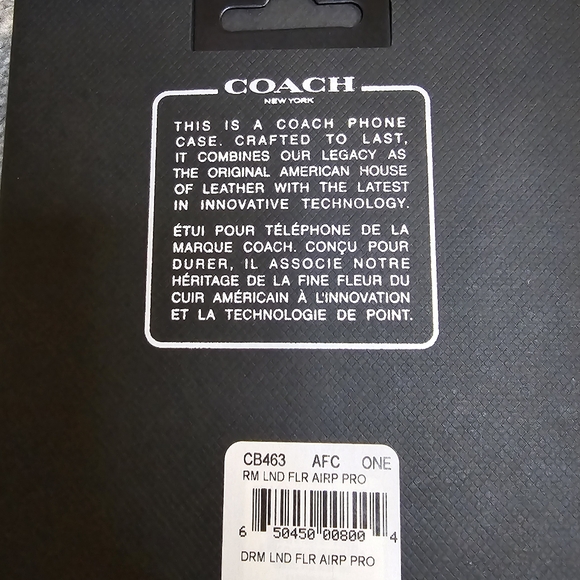 COACH
NEW YORK
THIS IS A COACH PHONE
CASE. CRAFTED TO LAST,
IT COMBINES OUR LEGACY AS
THE ORIGINAL AMERICAN HOUSE
OF LEATHER WITH THE LATEST
IN INNOVATIVE TECHNOLOGY.
ÉTUI POUR TÉLÉPHONE DE LA
MARQUE COACH. CONÇU POUR
DURER, IL ASSOCIE NOTRE
HÉRITAGE DE LA FINE FLEUR DU
CUIR AMÉRICAIN À L'INNOVATION
ET LA TECHNOLOGIE DE POINT.
CB463 AFC ONE
RM LND FLR AIRP PRO
6 50450 00800 4
DRM LND FLR AIRP PRO